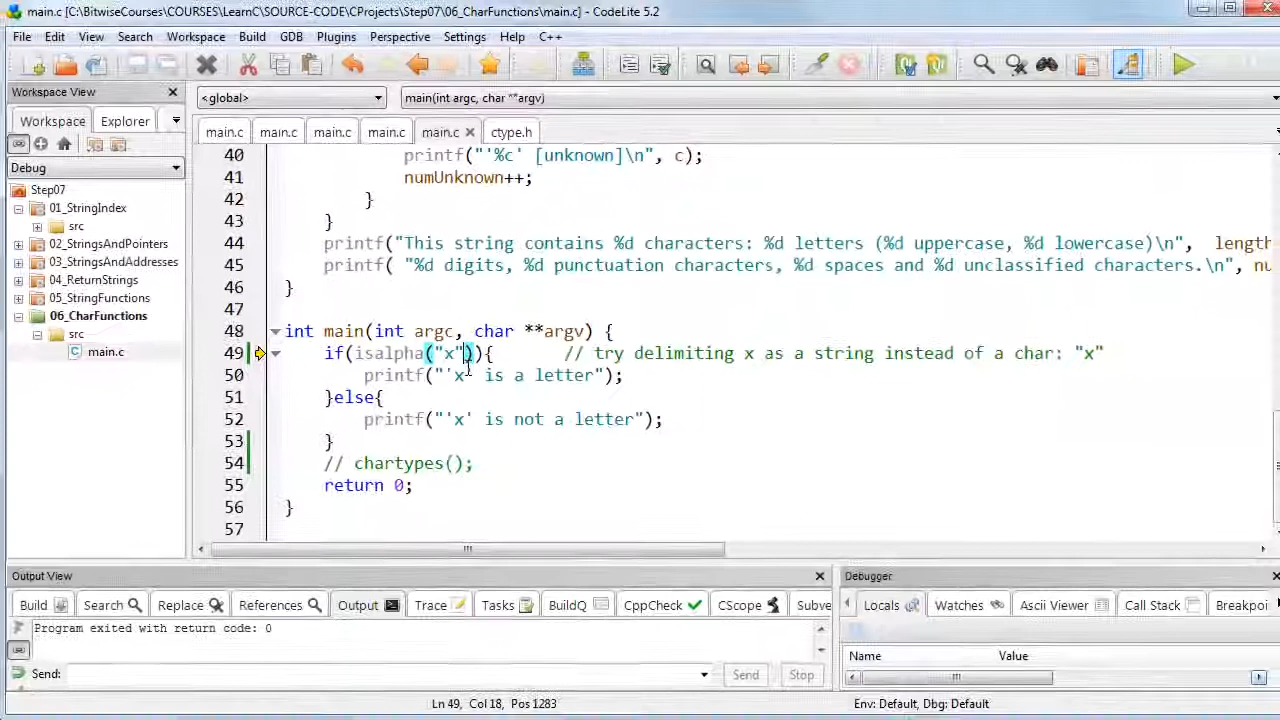 main.c [C:\BitwiseCourses\COURSES\LearnC\SOURCE-CODE\CProjects\Step07\06_CharFunctions\main.c] - CodeLite 5.2
File Edit View Search Workspace Build GDB Plugins Perspective Settings Help C++
Workspace View
<global> main(int argc, char **argv)
Workspace Explorer
main.c main.c main.c main.c main.c ctype.h
Debug
Step07
01_StringIndex
src
02_StringsAndPointers
03_StringsAndAddresses
04_ReturnStrings
05_StringFunctions
06_CharFunctions
src
main.c
40 printf("'%c' [unknown]\n", c);
41 numUnknown++;
42 }
43 }
44 printf("This string contains %d characters: %d letters (%d uppercase, %d lowercase)\n", length
45 printf( "%d digits, %d punctuation characters, %d spaces and %d unclassified characters.\n", nu
46 }
47
48 int main(int argc, char **argv) {
49 if(isalpha("x")){ // try delimiting x as a string instead of a char: "x"
50 printf("'x' is a letter");
51 }else{
52 printf("'x' is not a letter");
53 }
54 // chartypes();
55 return 0;
56 }
57
Output View
Build Search Replace References Output Trace Tasks BuildQ CppCheck CScope Subve
Program exited with return code: 0
Send: Send Stop
Debugger
Locals Watches Ascii Viewer Call Stack Breakpoi
Name Value
Ln 49, Col 18, Pos 1283 Env: Default, Dbg: Default